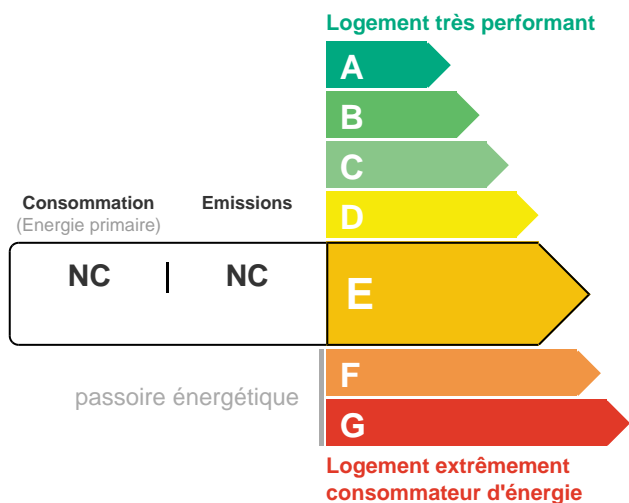 Logement très performant
A
B
C
Consommation Emissions
(Energie primaire)
D
NC | NC
E
F
passoire énergétique
G
Logement extrêmement
consommateur d'énergie